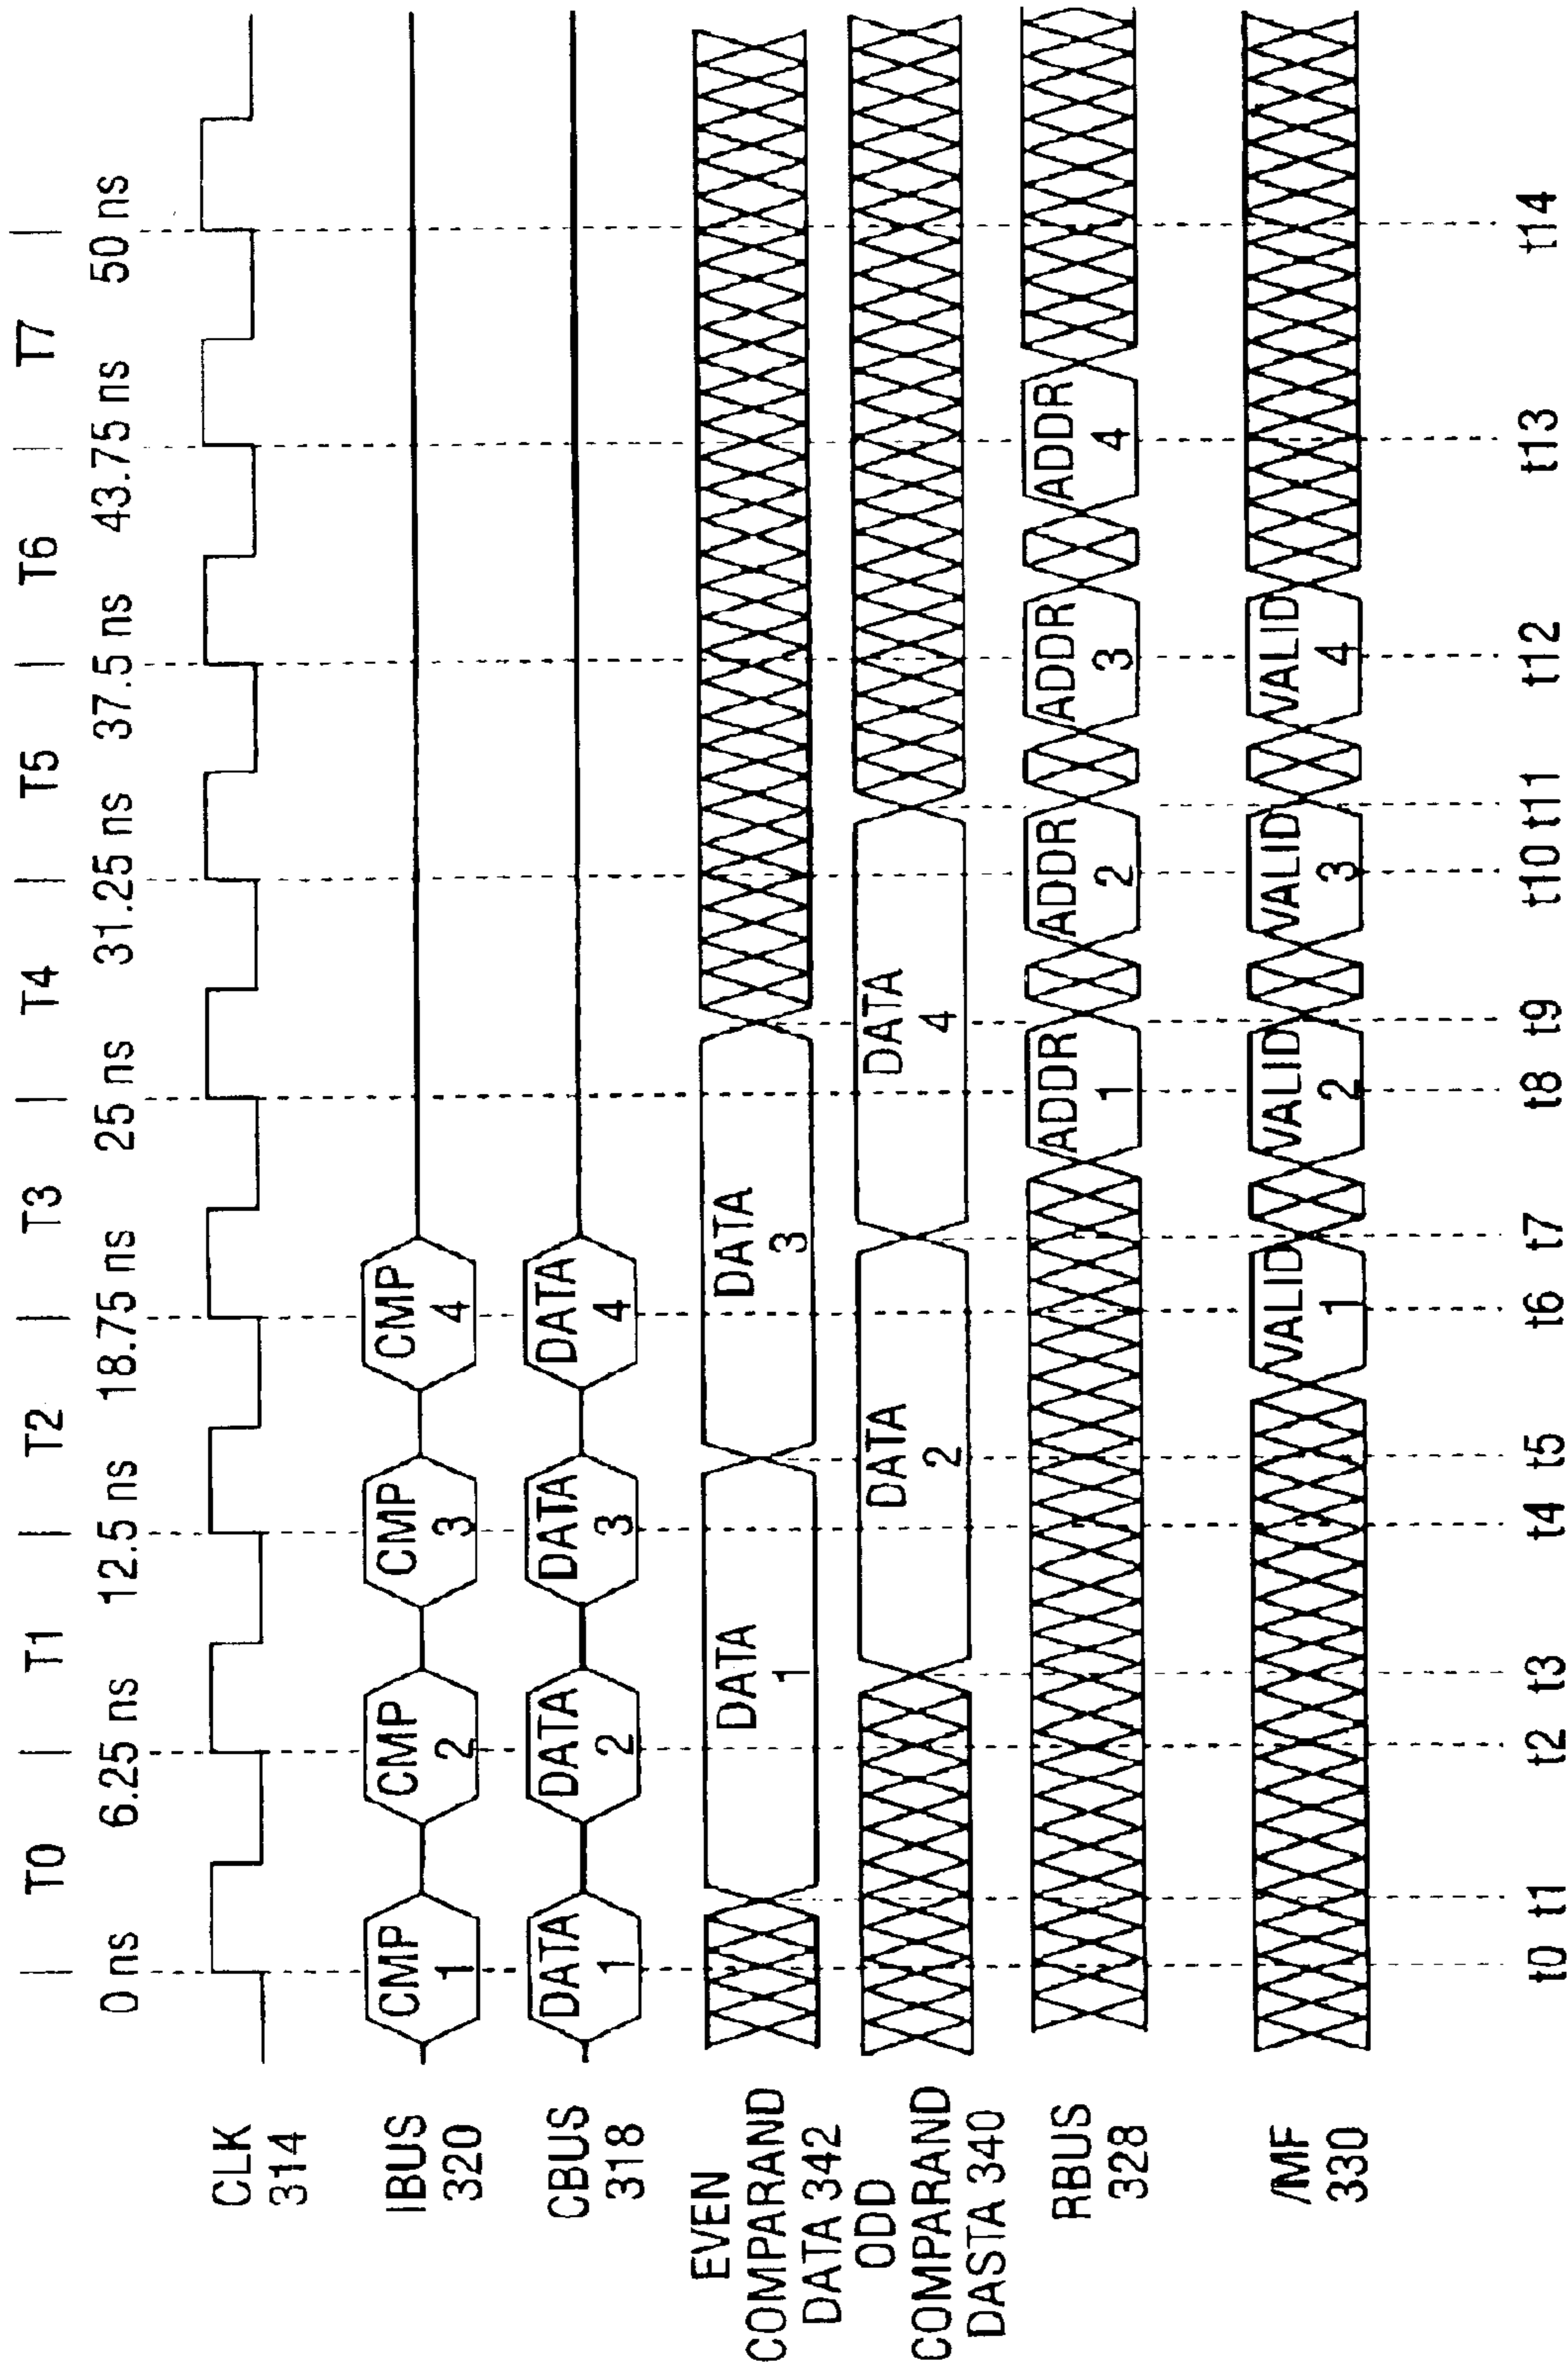 T0 T1 T2 T3 T4 T5 T6 T7
0 ns 6.25 ns 12.5 ns 18.75 ns 25 ns 31.25 ns 37.5 ns 43.75 ns 50 ns
CLK
314
IBUS
320
CMP
1
CMP
2
CMP
3
CMP
4
CBUS
318
DATA
1
DATA
2
DATA
3
DATA
4
EVEN
COMPARAND
DATA 342
DATA
1
DATA
3
ODD
COMPARAND
DASTA 340
DATA
2
DATA
4
RBUS
328
ADDR
1
ADDR
2
ADDR
3
ADDR
4
/MF
330
VALID
1
VALID
2
VALID
3
VALID
4
t0 t1 t2 t3 t4 t5 t6 t7 t8 t9 t10 t11 t12 t13 t14